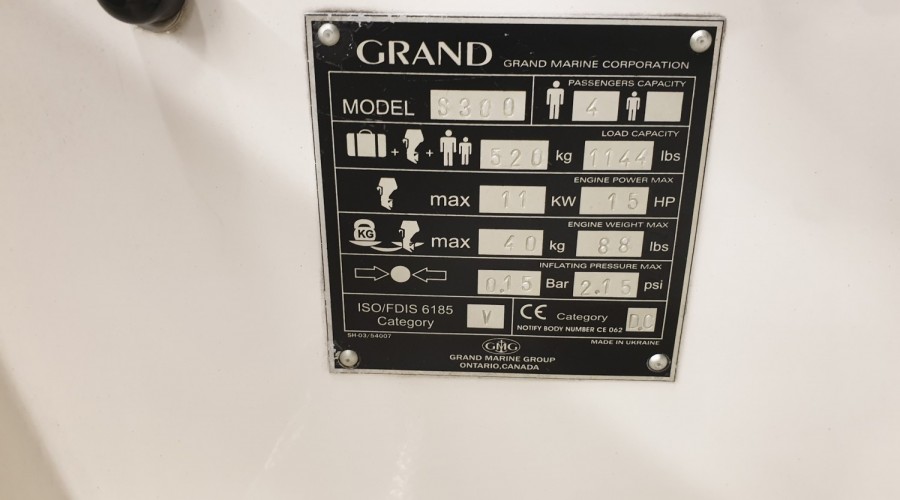 GRAND GRAND MARINE CORPORATION
PASSENGERS CAPACITY
MODEL S300 4
LOAD CAPACITY
+ + 520 kg 1144 lbs
ENGINE POWER MAX
max 11 KW 15 HP
ENGINE WEIGHT MAX
KG max 40 kg 88 lbs
INFLATING PRESSURE MAX
0.15 Bar 2.15 psi
ISO/FDIS 6185 Category V
CE Category D,C
NOTIFY BODY NUMBER CE 062
SH-03/54007 MADE IN UKRAINE
GMG
GRAND MARINE GROUP
ONTARIO,CANADA